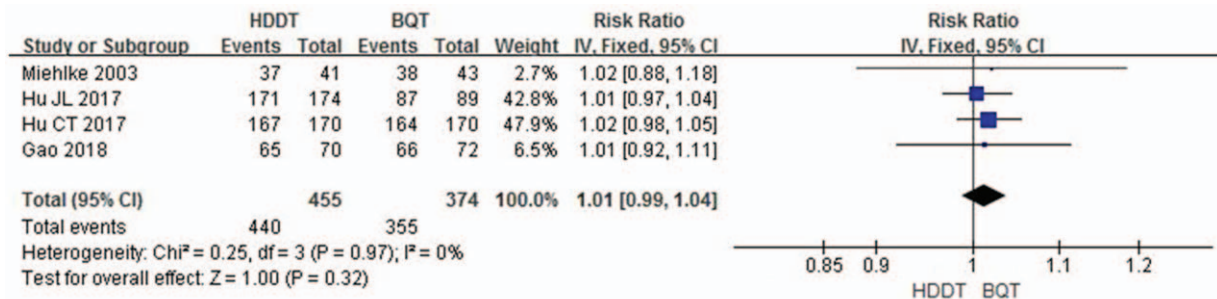 HDDT BQT Risk Ratio Risk Ratio
Study or Subgroup Events Total Events Total Weight IV, Fixed, 95% CI IV, Fixed, 95% CI
Miehlke 2003 37 41 38 43 2.7% 1.02 [0.88, 1.18]
Hu JL 2017 171 174 87 89 42.8% 1.01 [0.97, 1.04]
Hu CT 2017 167 170 164 170 47.9% 1.02 [0.98, 1.05]
Gao 2018 65 70 66 72 6.5% 1.01 [0.92, 1.11]
Total (95% CI) 455 374 100.0% 1.01 [0.99, 1.04]
Total events 440 355
Heterogeneity: Chi² = 0.25, df = 3 (P = 0.97); I² = 0%
Test for overall effect: Z = 1.00 (P = 0.32)
0.85 0.9 1 1.1 1.2
HDDT BQT